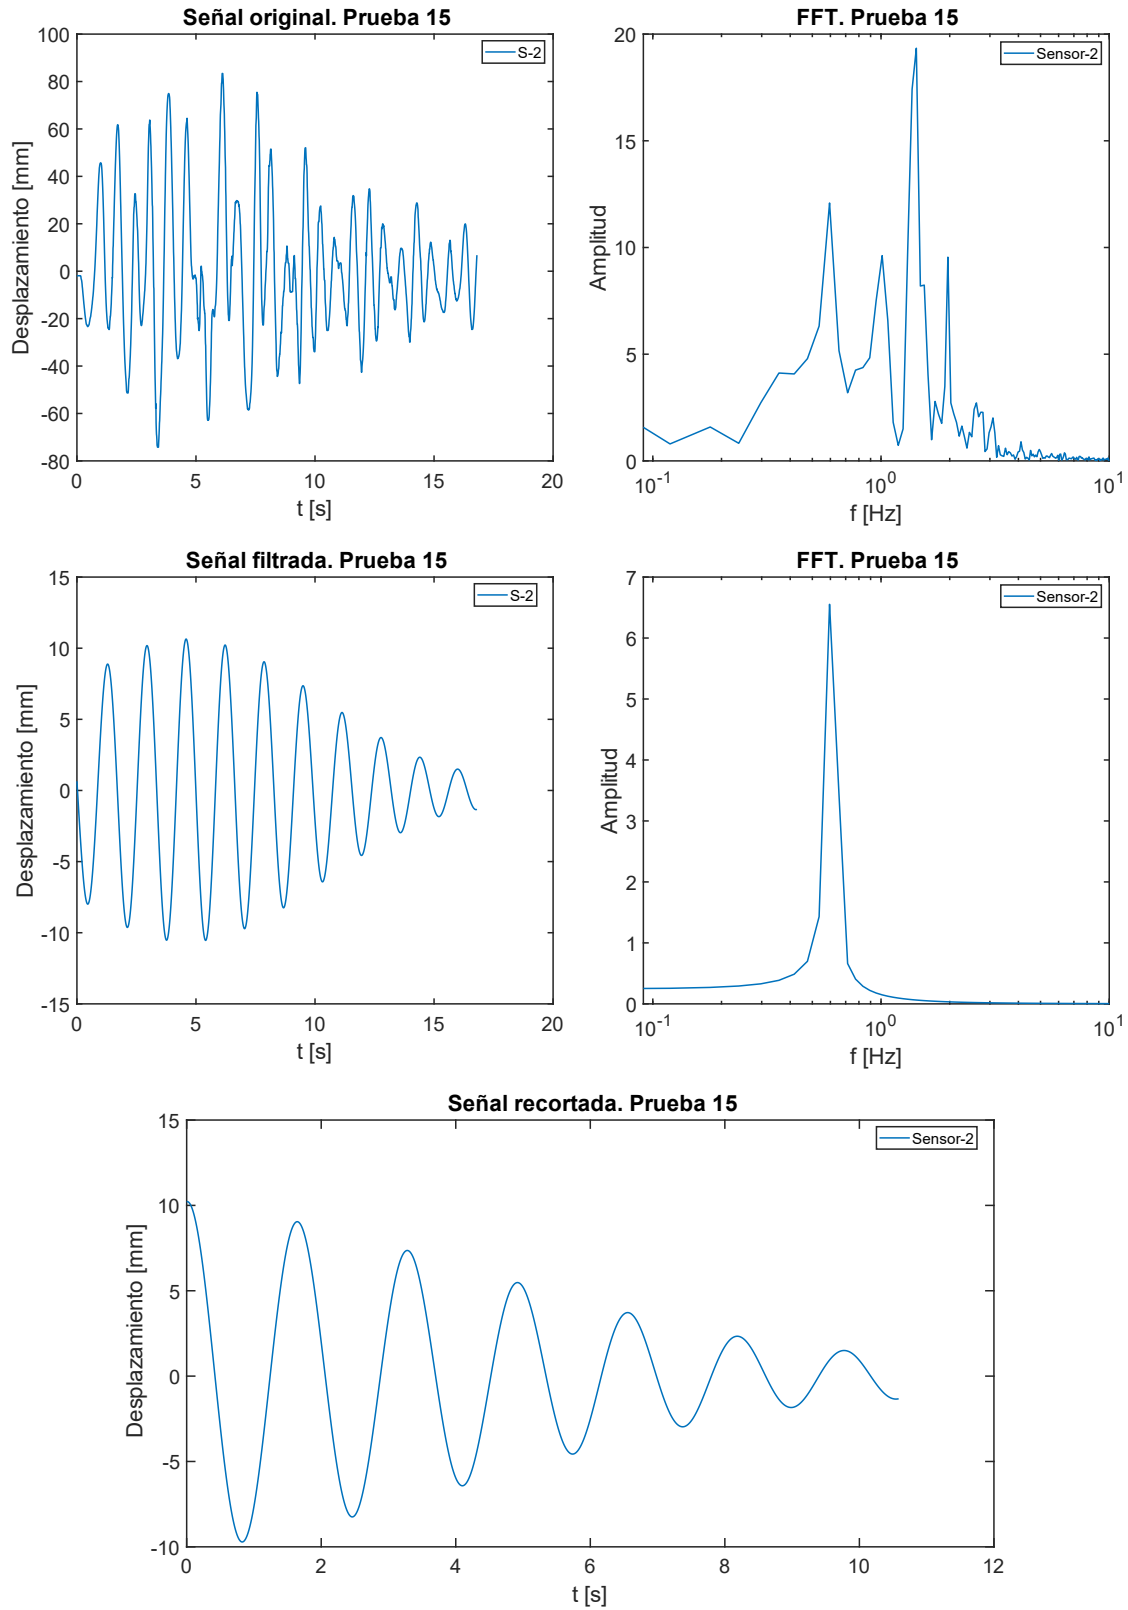 Señal original. Prueba 15
S-2
Desplazamiento [mm]
100
80
60
40
20
0
-20
-40
-60
-80
0 5 10 15 20
t [s]
FFT. Prueba 15
Sensor-2
Amplitud
20
15
10
5
0
10^-1 10^0 10^1
f [Hz]
Señal filtrada. Prueba 15
S-2
Desplazamiento [mm]
15
10
5
0
-5
-10
-15
0 5 10 15 20
t [s]
FFT. Prueba 15
Sensor-2
Amplitud
7
6
5
4
3
2
1
0
10^-1 10^0 10^1
f [Hz]
Señal recortada. Prueba 15
Sensor-2
Desplazamiento [mm]
15
10
5
0
-5
-10
0 2 4 6 8 10 12
t [s]